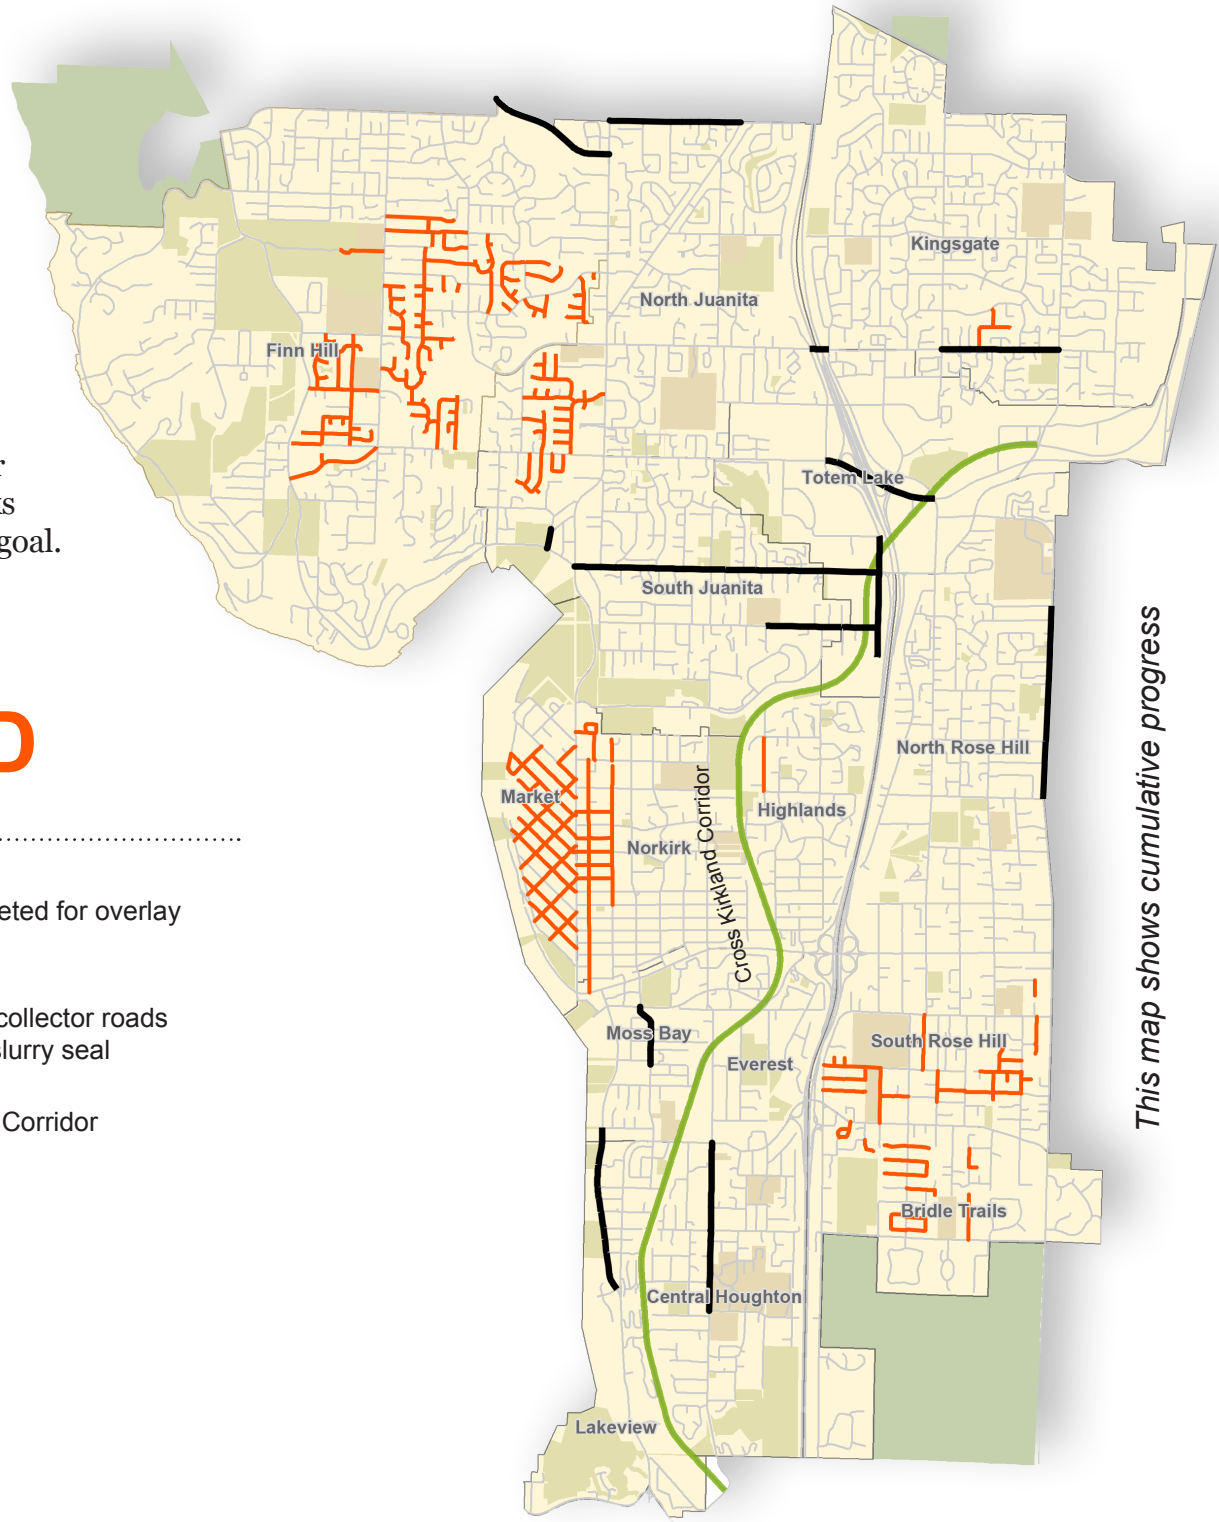 r
ks
goal.
D
eted for overlay
collector roads
slurry seal
Corridor
Kingsgate
North Juanita
Finn Hill
Totem Lake
South Juanita
North Rose Hill
Market
Highlands
Norkirk
Cross Kirkland Corridor
Moss Bay
South Rose Hill
Everest
Bridle Trails
Central Houghton
Lakeview
This map shows cumulative progress